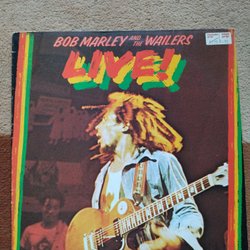 BOB MARLEY AND THE WAILERS
LIVE!